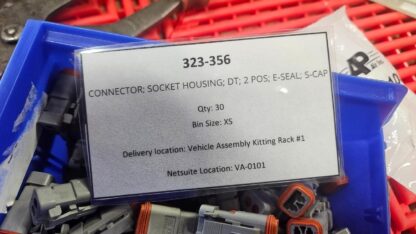 323-356
CONNECTOR; SOCKET HOUSING; DT; 2 POS; E-SEAL; S-CAP
Qty: 30
Bin Size: XS
Delivery location: Vehicle Assembly Kitting Rack #1
Netsuite Location: VA-0101